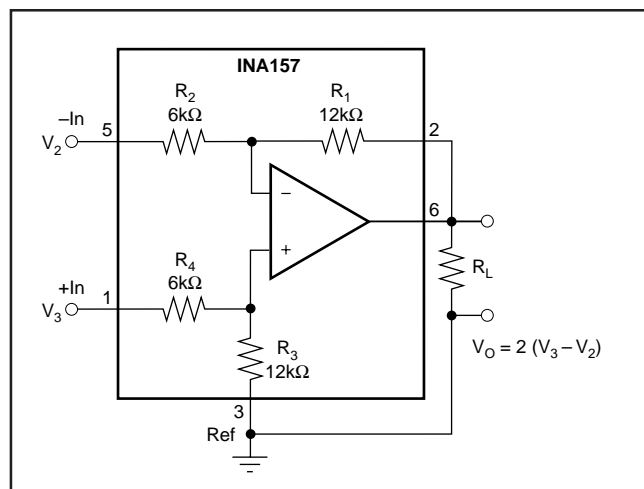 INA157
R2
6kΩ
R1
12kΩ
–In
V2
5
2
–
6
+
RL
R4
6kΩ
+In
V3
1
R3
12kΩ
VO = 2 (V3 – V2)
3
Ref